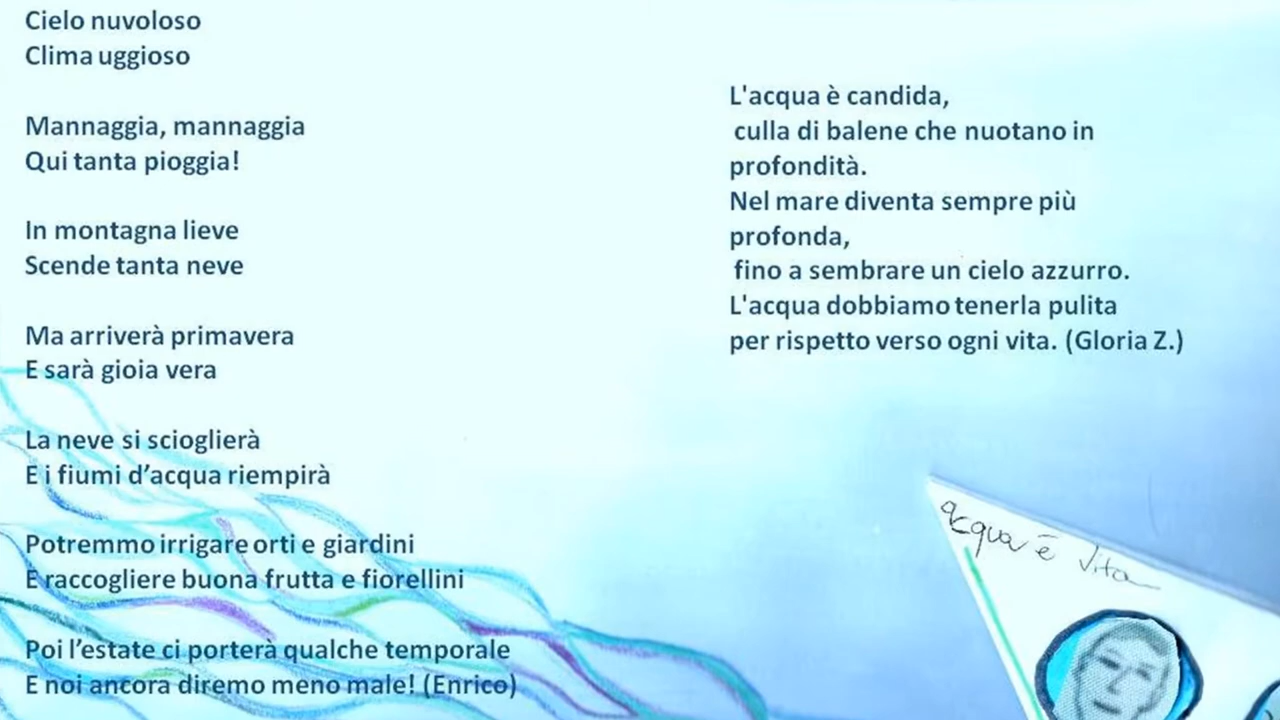 Cielo nuvoloso
Clima uggioso
Mannaggia, mannaggia
Qui tanta pioggia!
In montagna lieve
Scende tanta neve
Ma arriverà primavera
E sarà gioia vera
La neve si scioglierà
E i fiumi d’acqua riempirà
Potremmo irrigare orti e giardini
E raccogliere buona frutta e fiorellini
Poi l’estate ci porterà qualche temporale
E noi ancora diremo meno male! (Enrico)
L'acqua è candida,
culla di balene che nuotano in
profondità.
Nel mare diventa sempre più
profonda,
fino a sembrare un cielo azzurro.
L'acqua dobbiamo tenerla pulita
per rispetto verso ogni vita. (Gloria Z.)
acqua è vita